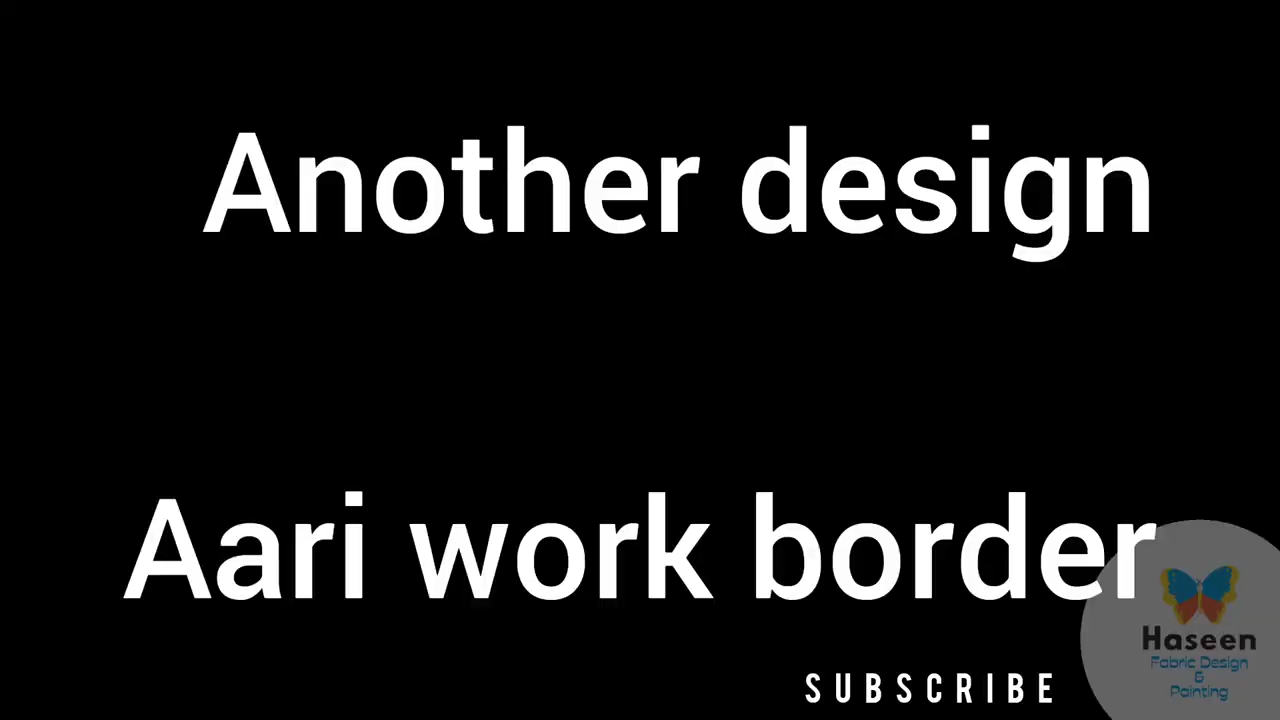 Another design
Aari work border
SUBSCRIBE
Haseen
Fabric Design
&
Painting